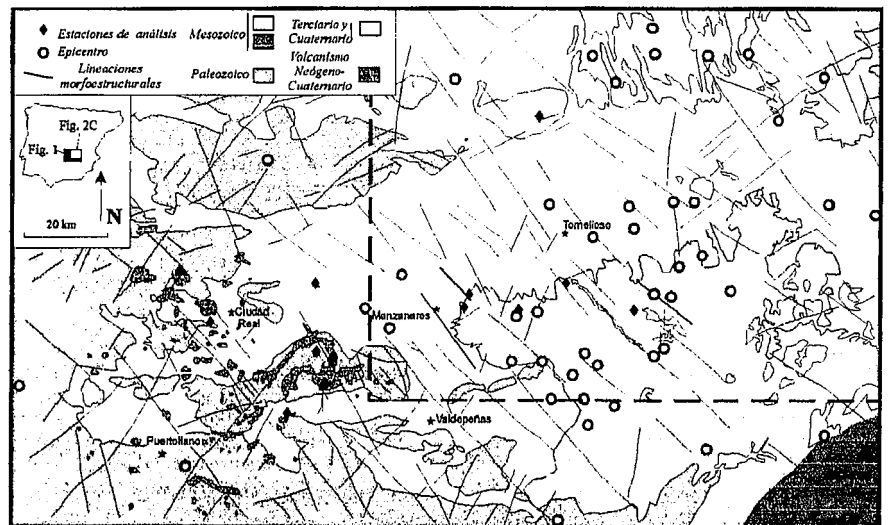 Estaciones de análisis
Epicentro
Lineaciones
morfoestructurales
Mesozoico
Paleozoico
Terciario y
Cuaternario
Volcanismo
Neógeno-
Cuaternario
Fig. 2C
Fig. 1
N
20 km
Tomelloso
Manzanares
Ciudad
Real
Valdepeñas
Puertollano